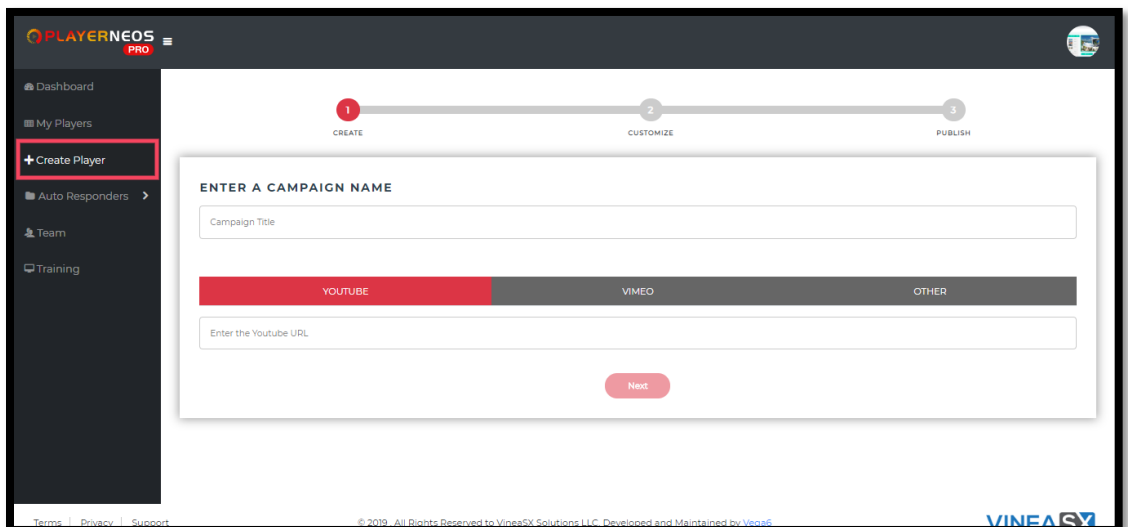 PLAYERNEOS
PRO
Dashboard
My Players
Create Player
Auto Responders
Team
Training
1
2
3
CREATE
CUSTOMIZE
PUBLISH
ENTER A CAMPAIGN NAME
Campaign Title
YOUTUBE
VIMEO
OTHER
Enter the Youtube URL
Next
Terms | Privacy | Support
© 2019 . All Rights Reserved to VineaSX Solutions LLC. Developed and Maintained by Vega6
VINEASX